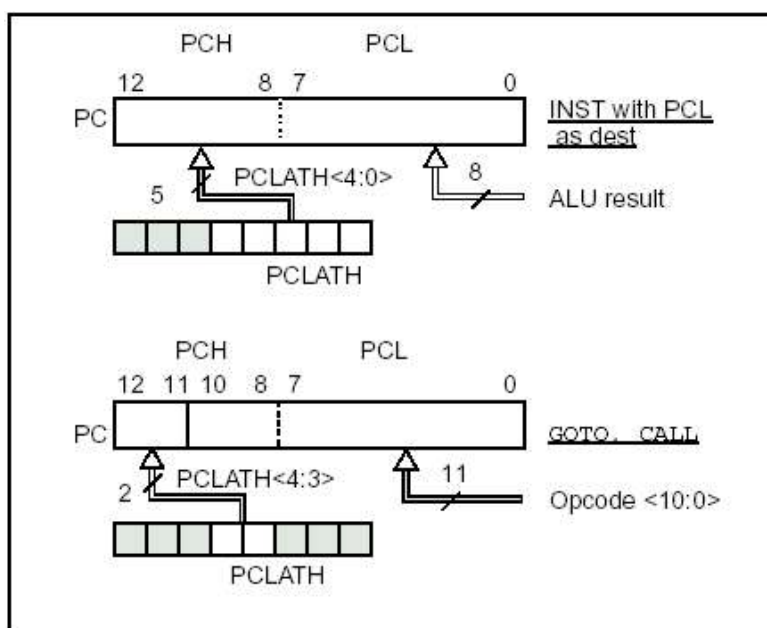 PCH PCL
12 8 7 0
PC
INST with PCL
as dest
5 PCLATH<4:0> 8
ALU result
PCLATH
PCH PCL
12 11 10 8 7 0
PC
GOTO, CALL
2 PCLATH<4:3> 11
Opcode <10:0>
PCLATH